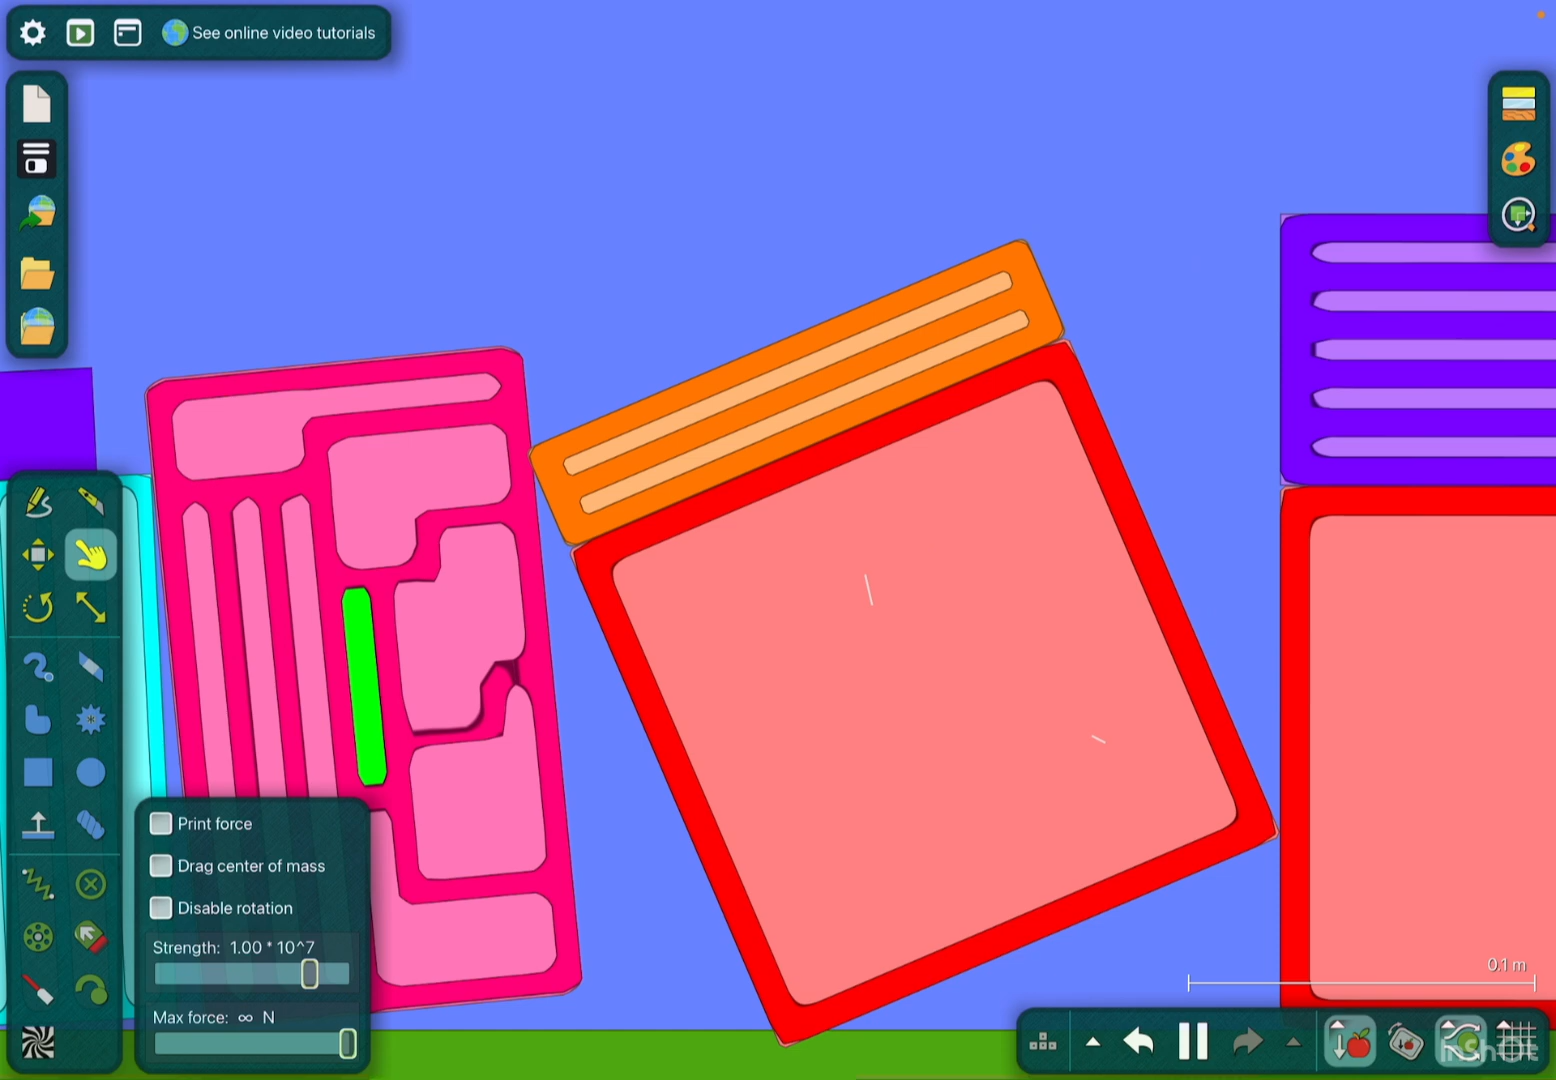 See online video tutorials
Print force
Drag center of mass
Disable rotation
Strength: 1.00 * 10^7
Max force: ∞ N
0.1 m
InShot